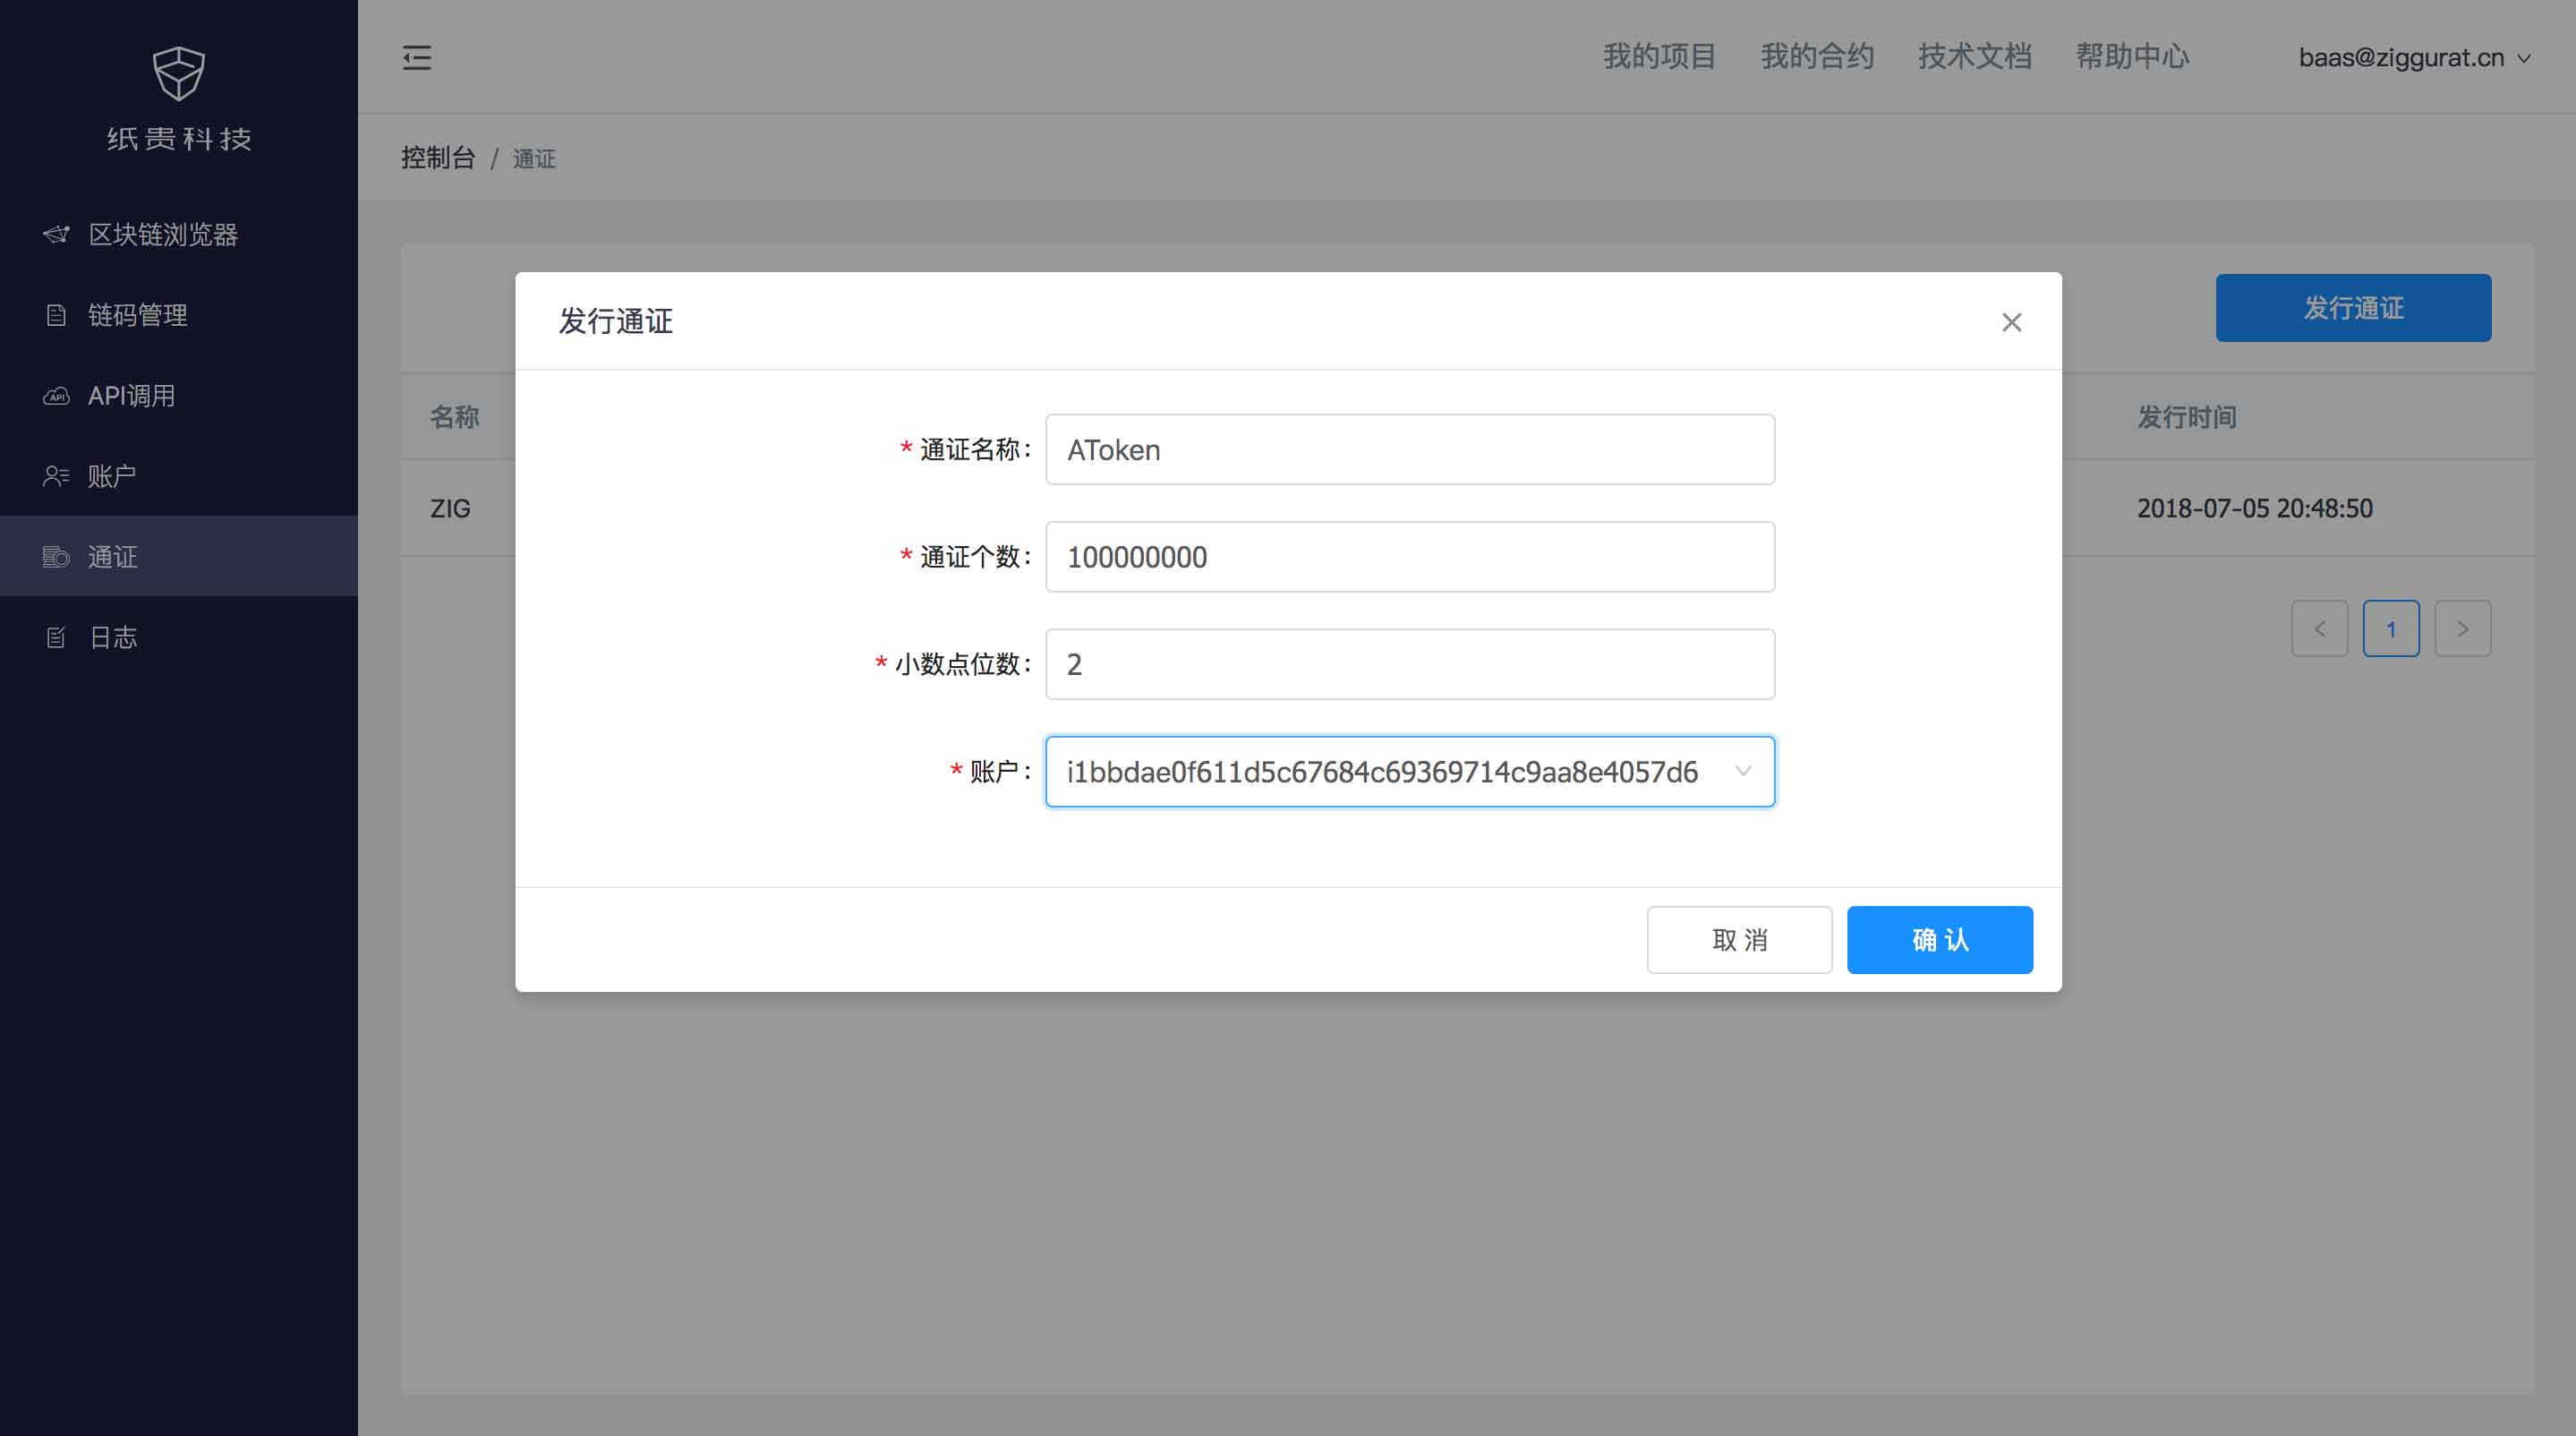 纸贵科技
区块链浏览器
链码管理
API调用
账户
通证
日志
我的项目 我的合约 技术文档 帮助中心 baas@ziggurat.cn
控制台 / 通证
发行通证
名称 发行时间
ZIG 2018-07-05 20:48:50
< 1 >
发行通证
* 通证名称: AToken
* 通证个数: 100000000
* 小数点位数: 2
* 账户: i1bbdae0f611d5c67684c69369714c9aa8e4057d6
取 消 确 认